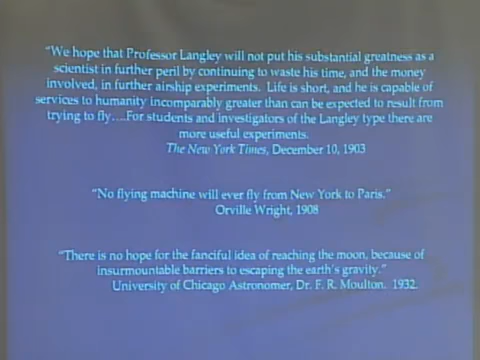 "We hope that Professor Langley will not put his substantial greatness as a
scientist in further peril by continuing to waste his time, and the money
involved, in further airship experiments.  Life is short, and he is capable of
services to humanity incomparably greater than can be expected to result from
trying to fly....For students and investigators of the Langley type there are
more useful experiments.
The New York Times, December 10, 1903
"No flying machine will ever fly from New York to Paris."
Orville Wright, 1908
"There is no hope for the fanciful idea of reaching the moon, because of
insurmountable barriers to escaping the earth's gravity."
University of Chicago Astronomer, Dr. F. R. Moulton.  1932.